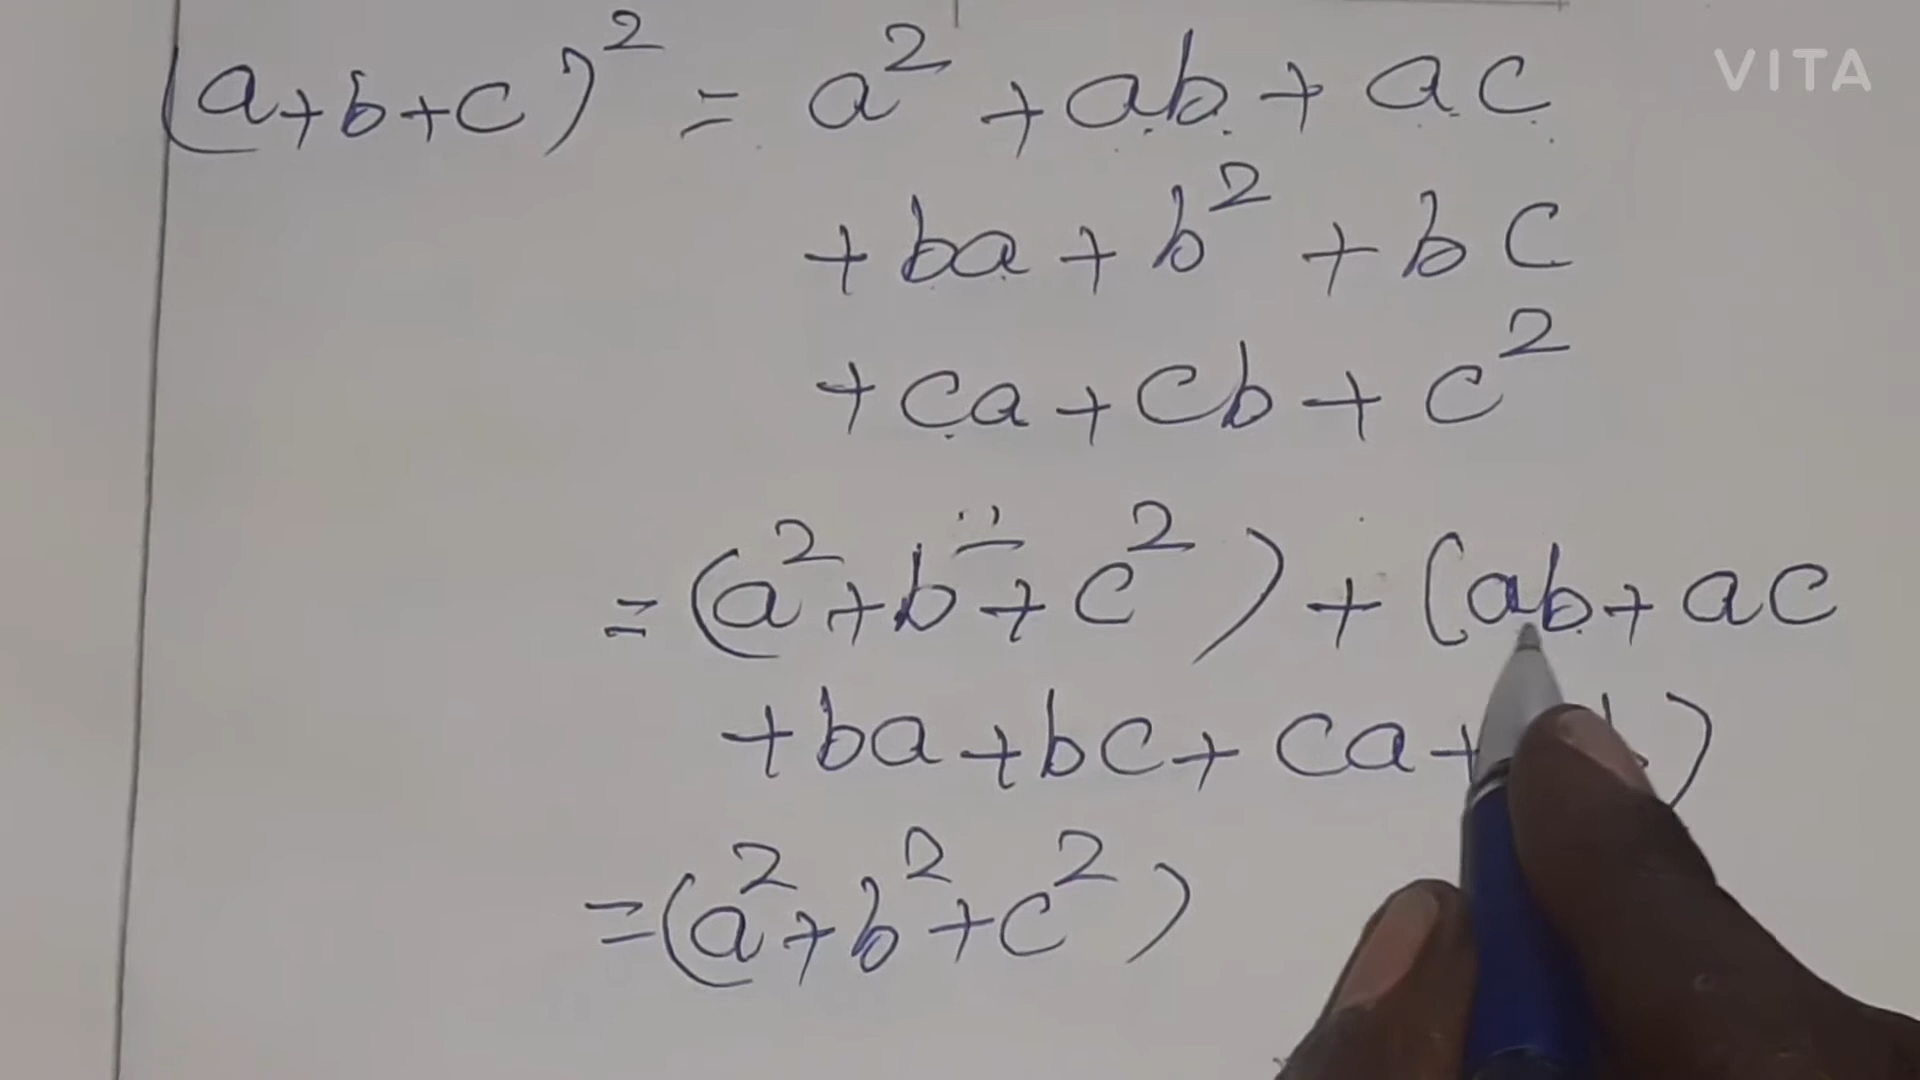 VITA
(a+b+c)² = a² + ab + ac
+ ba + b² + bc
+ ca + cb + c²
= (a² + b² + c²) + (ab + ac
+ ba + bc + ca + b)
= (a² + b² + c²)